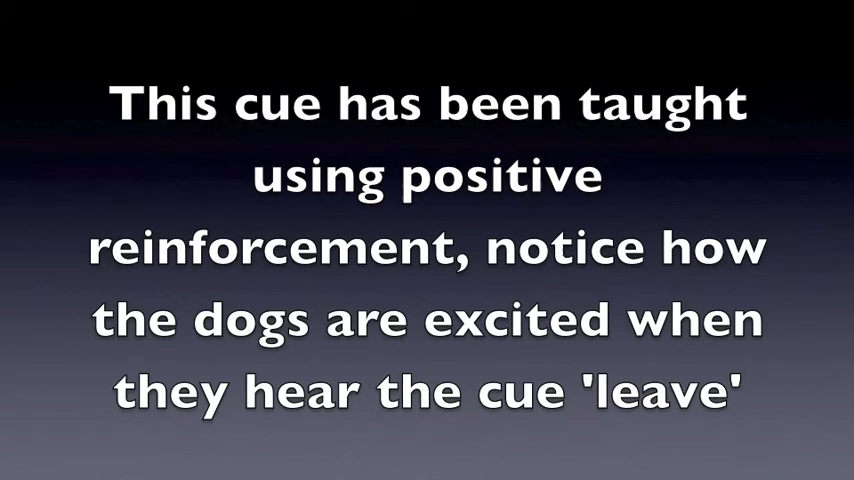 This cue has been taught
using positive
reinforcement, notice how
the dogs are excited when
they hear the cue 'leave'